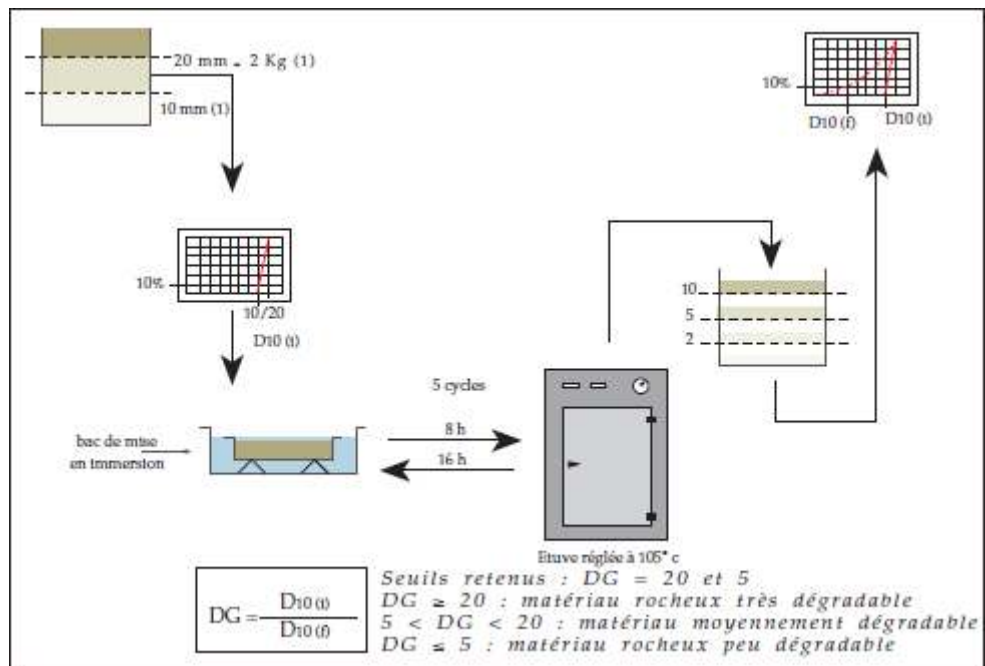 20 mm - 2 Kg (1)
10 mm (1)
10%
10/20
D10 (t)
bac de mise
en immersion
5 cycles
8 h
16 h
Etuve réglée à 105° c
10
5
2
10%
D10 (f)
D10 (t)
DG = D10 (t)
D10 (f)
Seuils retenus : DG = 20 et 5
DG ≥ 20 : matériau rocheux très dégradable
5 < DG < 20 : matériau moyennement dégradable
DG ≤ 5 : matériau rocheux peu dégradable